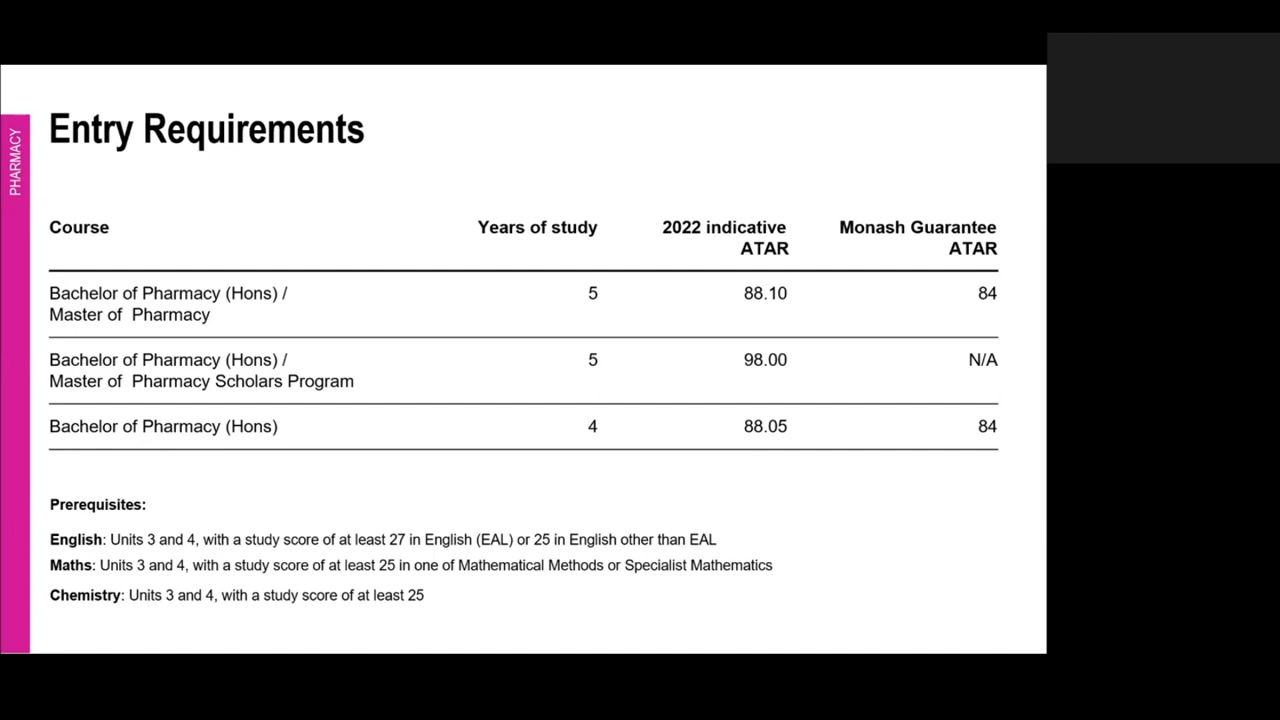 PHARMACY
Entry Requirements
Course Years of study 2022 indicative ATAR Monash Guarantee ATAR
Bachelor of Pharmacy (Hons) / 5 88.10 84
Master of Pharmacy
Bachelor of Pharmacy (Hons) / 5 98.00 N/A
Master of Pharmacy Scholars Program
Bachelor of Pharmacy (Hons) 4 88.05 84
Prerequisites:
English: Units 3 and 4, with a study score of at least 27 in English (EAL) or 25 in English other than EAL
Maths: Units 3 and 4, with a study score of at least 25 in one of Mathematical Methods or Specialist Mathematics
Chemistry: Units 3 and 4, with a study score of at least 25